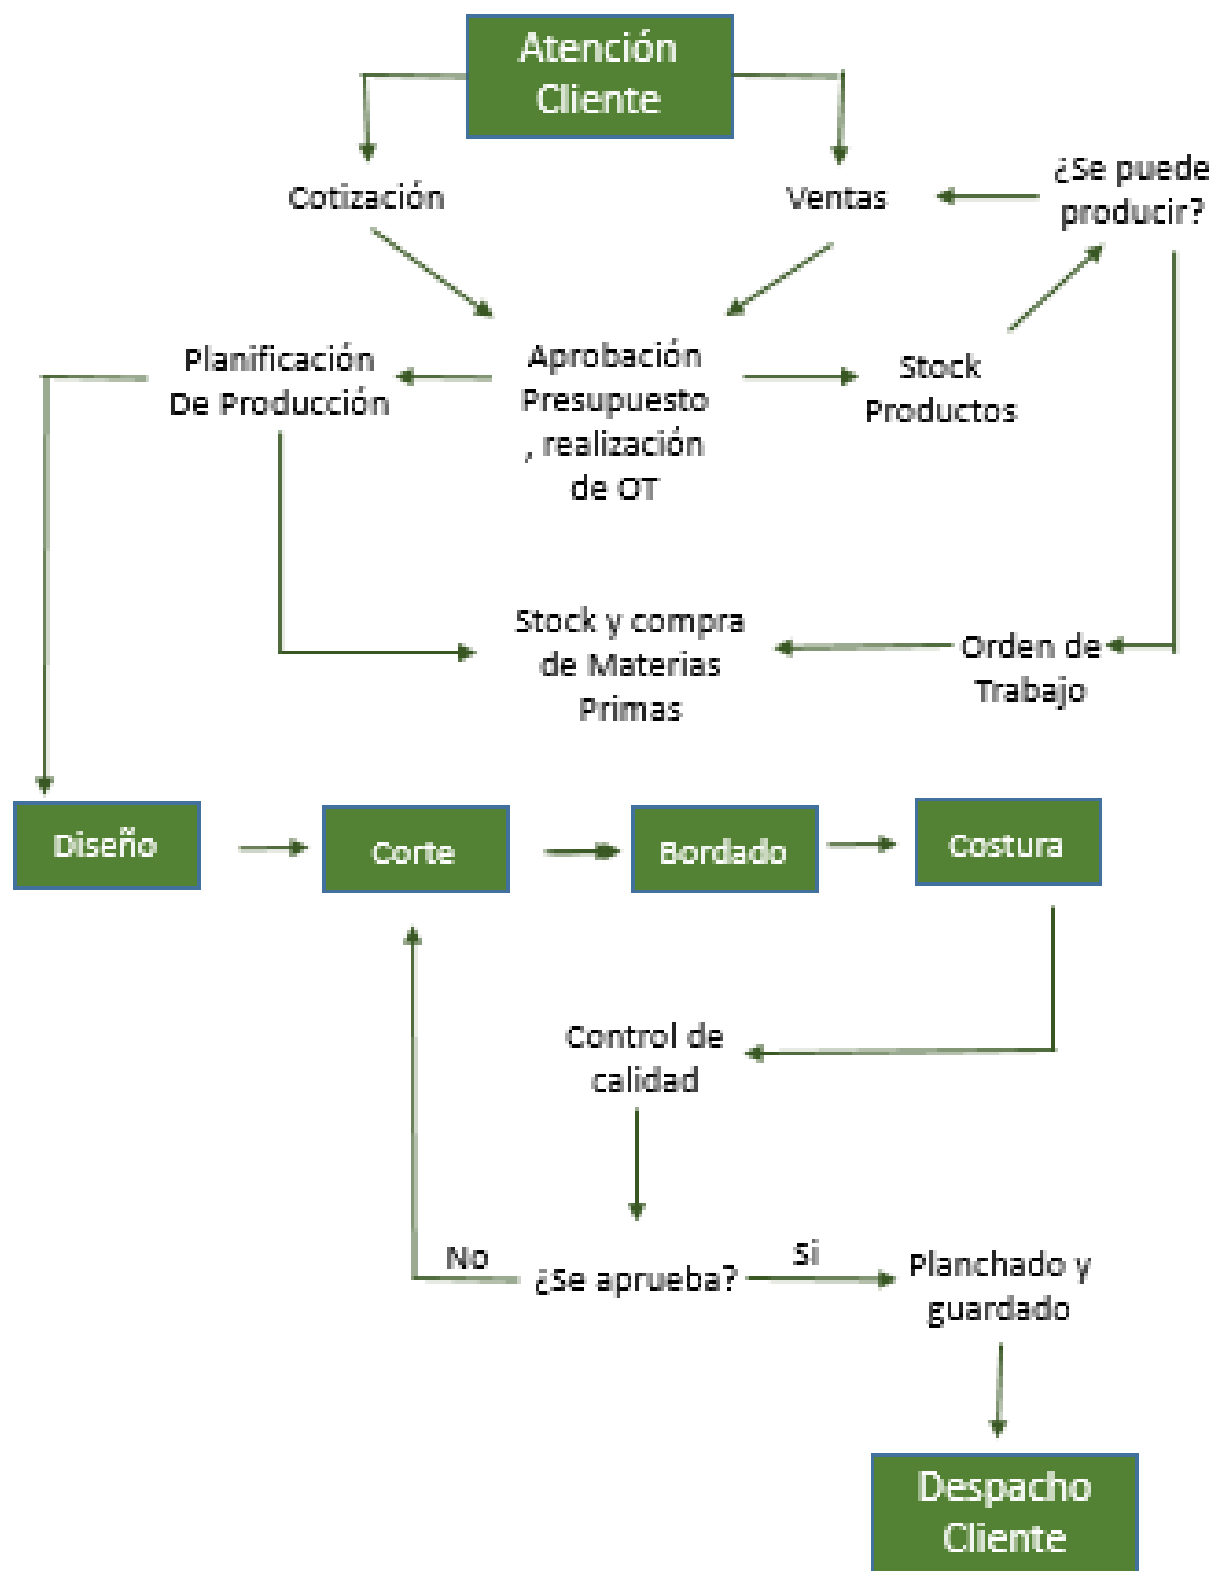 Atención
Cliente
Cotización
Ventas
¿Se puede
producir?
Planificación
De Producción
Aprobación
Presupuesto
, realización
de OT
Stock
Productos
Stock y compra
de Materias
Primas
Orden de
Trabajo
Diseño
Corte
Bordado
Costura
Control de
calidad
No
¿Se aprueba?
Si
Planchado y
guardado
Despacho
Cliente